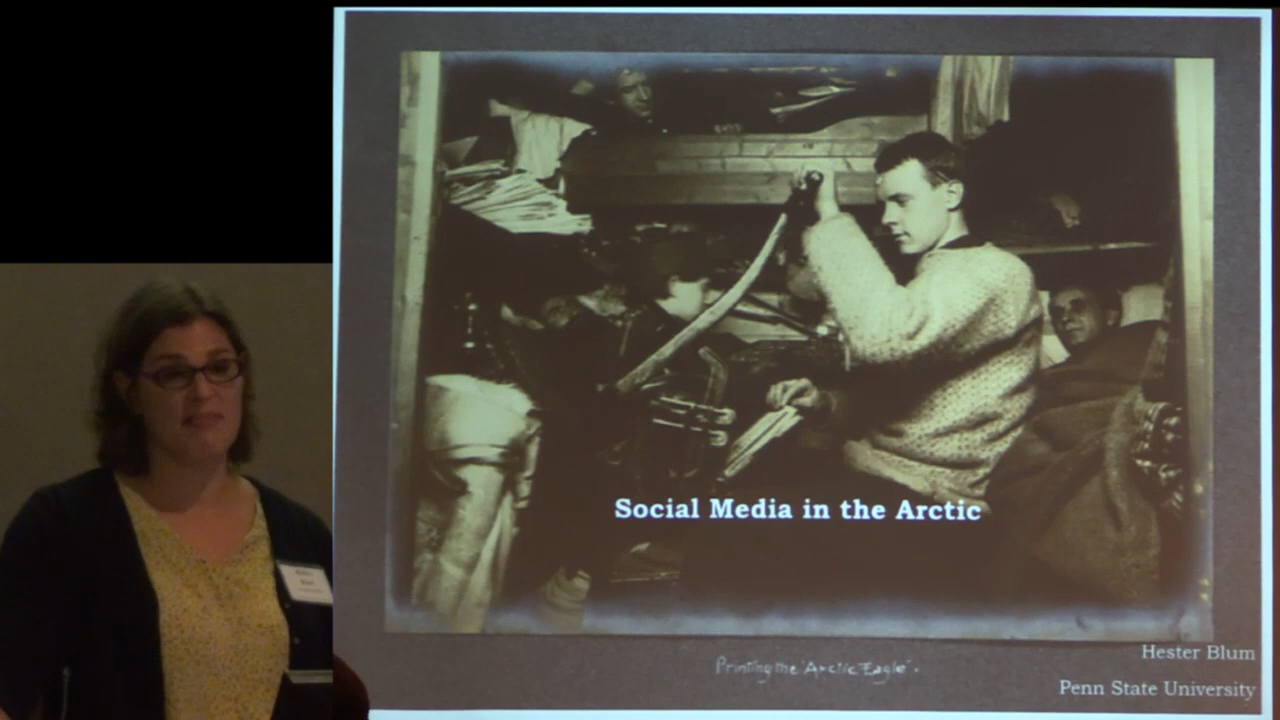 Social Media in the Arctic
Printing the "Arctic Eagle".
Hester Blum
Penn State University